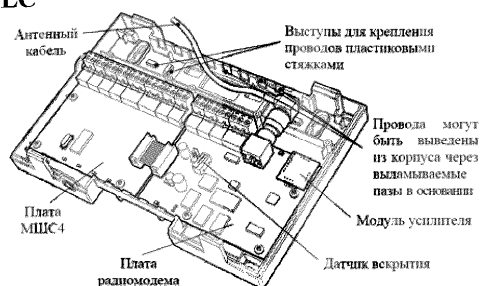 LC
Антенный
кабель
Выступы для крепления
проводов пластиковыми
стяжками
Провода могут
быть выведены
из корпуса через
выламываемые
пазы в основании
Плата
МШС4
Модуль усилителя
Плата
радиомодема
Датчик вскрытия